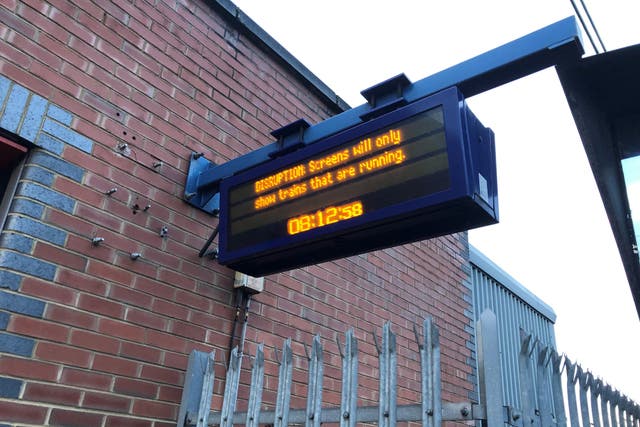 DISRUPTION: Screens will only
show trains that are running.
08:12:58